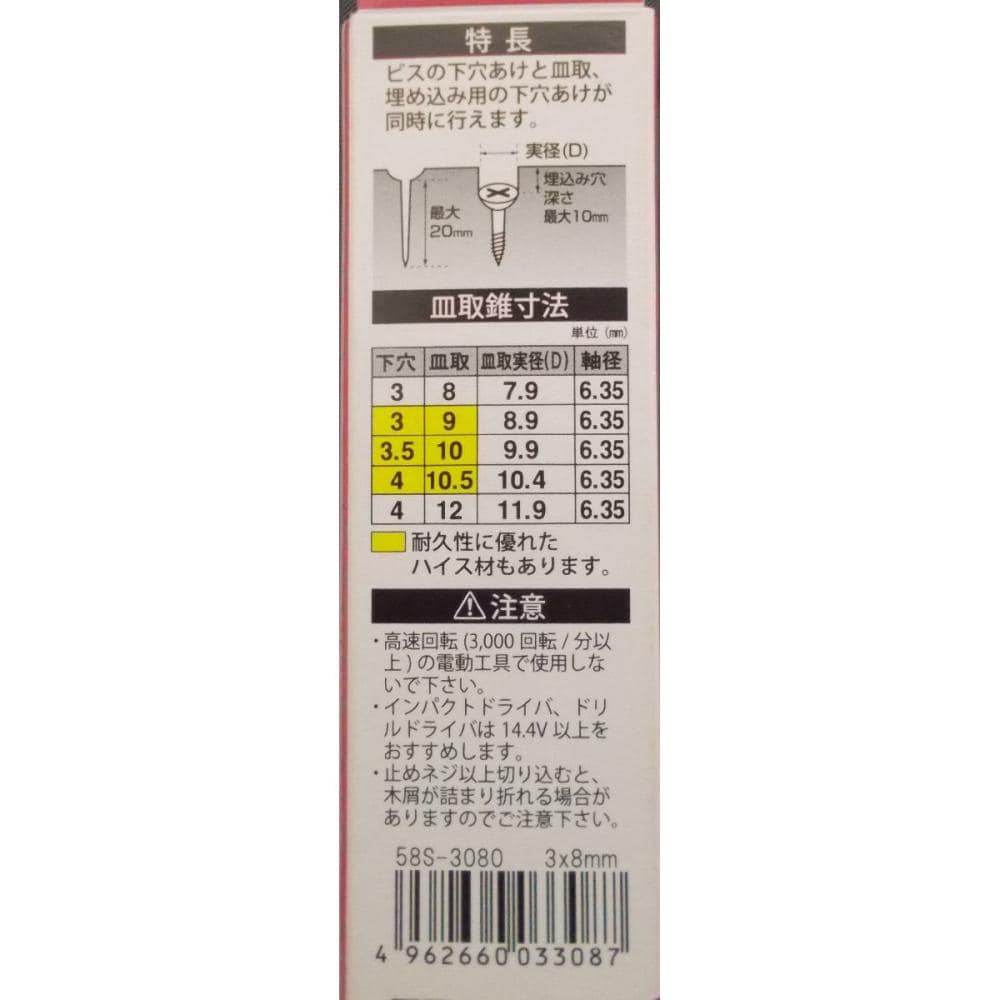 特長
ビスの下穴あけと皿取、
埋め込み用の下穴あけが
同時に行えます。
実径(D)
埋込み穴
深さ
最大10mm
最大
20mm
皿取錐寸法
単位(mm)
下穴 皿取 皿取実径(D) 軸径
3 8 7.9 6.35
3 9 8.9 6.35
3.5 10 9.9 6.35
4 10.5 10.4 6.35
4 12 11.9 6.35
耐久性に優れた
ハイス材もあります。
⚠注意
・高速回転(3,000回転/分以
上)の電動工具で使用しな
いで下さい。
・インパクトドライバ、ドリ
ルドライバは14.4V以上を
おすすめします。
・止めネジ以上切り込むと、
木屑が詰まり折れる場合が
ありますのでご注意下さい。
58S-3080 3x8mm
4 962660 033087